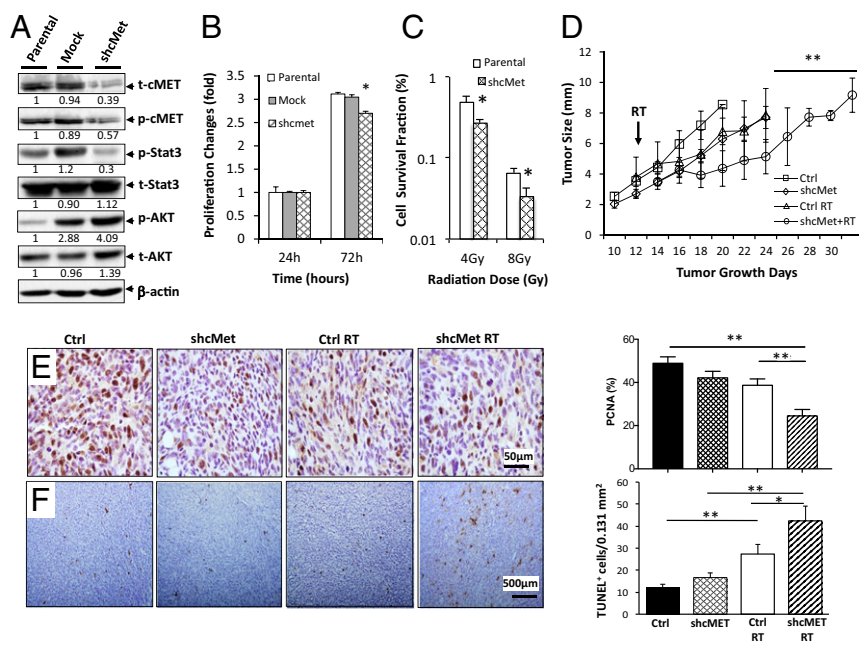 A
Parental
Mock
shcMet
t-cMET
1 0.94 0.39
p-cMET
1 0.89 0.57
p-Stat3
1 1.2 0.3
t-Stat3
1 0.90 1.12
p-AKT
1 2.88 4.09
t-AKT
1 0.96 1.39
β-actin
B
Proliferation Changes (fold)
3.5
3
2.5
2
1.5
1
0.5
0
Parental
Mock
shcmet
*
24h 72h
Time (hours)
C
Cell Survival Fraction (%)
1
0.1
0.01
Parental
shcMet
*
*
4Gy 8Gy
Radiation Dose (Gy)
D
Tumor Size (mm)
12
10
8
6
4
2
0
RT
**
Ctrl
shcMet
Ctrl RT
shcMet+RT
10 12 14 16 18 20 22 24 26 28 30
Tumor Growth Days
Ctrl shcMet Ctrl RT shcMet RT
E
50µm
PCNA (%)
60
40
20
0
**
**
F
500µm
TUNEL⁺ cells/0.131 mm²
60
50
40
30
20
10
0
**
**
*
Ctrl shcMET Ctrl RT shcMET RT